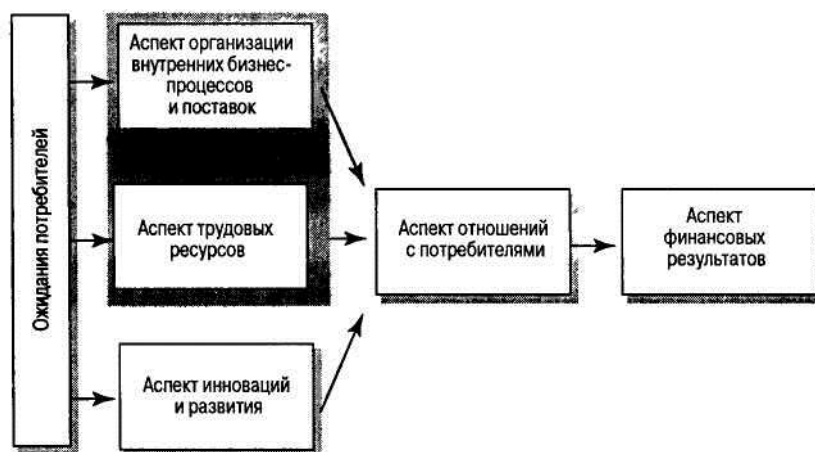 Ожидания потребителей
Аспект организации
внутренних бизнес-
процессов
и поставок
Аспект трудовых
ресурсов
Аспект инноваций
и развития
Аспект отношений
с потребителями
Аспект
финансовых
результатов